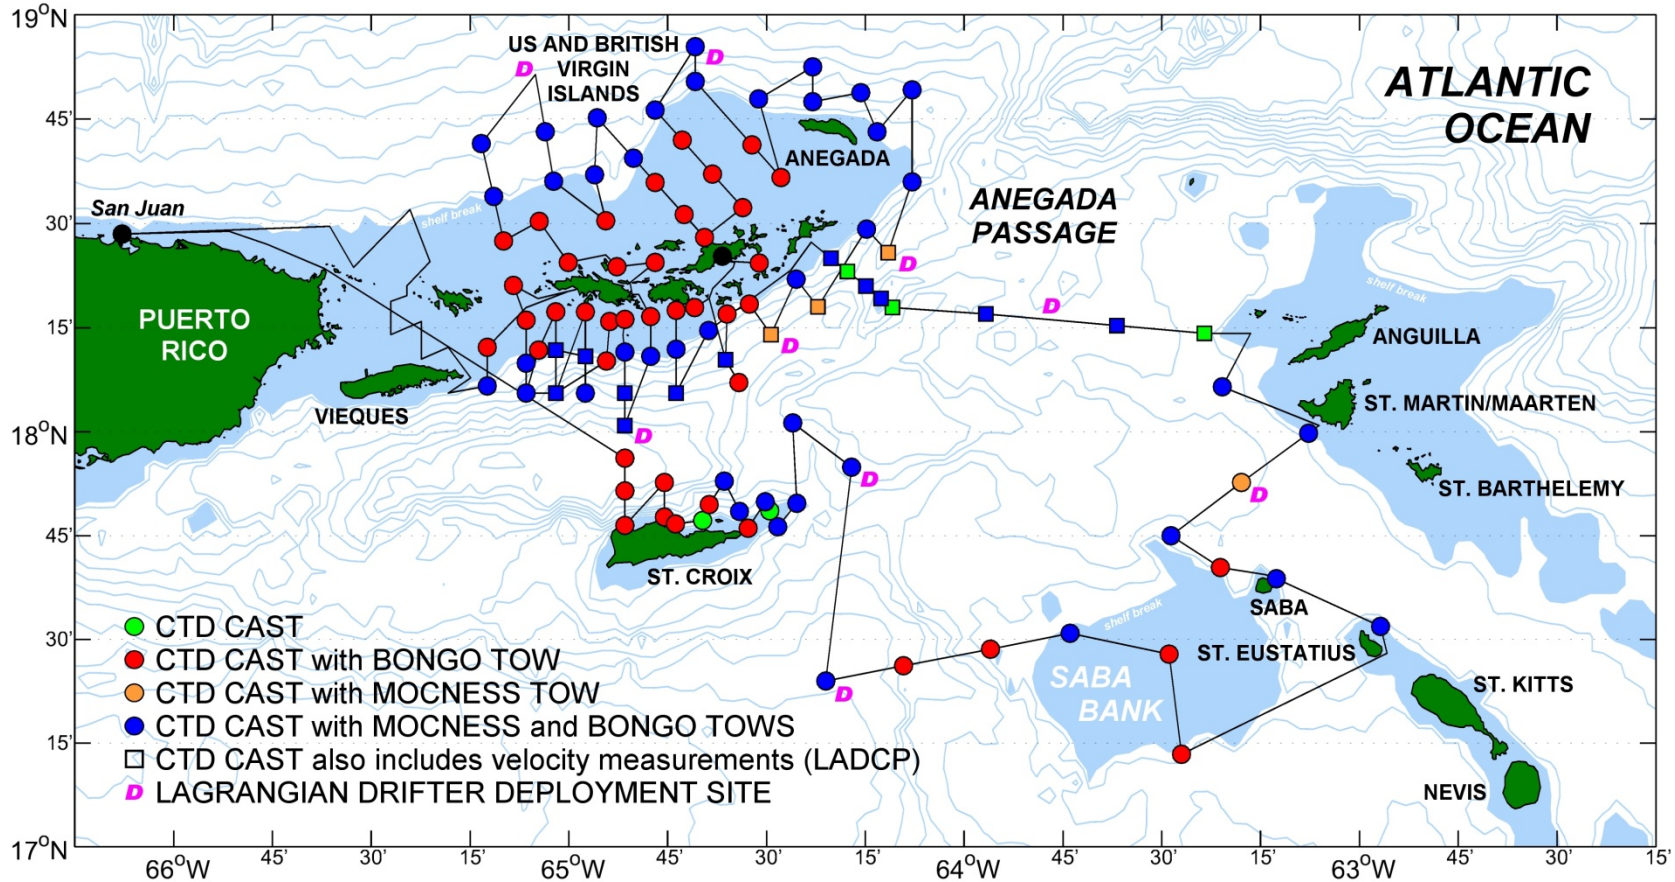 19°N
US AND BRITISH
VIRGIN
ISLANDS
D
D
ATLANTIC
OCEAN
45'
ANEGADA
ANEGADA
PASSAGE
San Juan
shelf break
30'
D
shelf break
D
PUERTO
RICO
15'
D
ANGUILLA
VIEQUES
ST. MARTIN/MAARTEN
18°N
D
D
D
ST. BARTHELEMY
45'
ST. CROIX
SABA
shelf break
CTD CAST
30'
CTD CAST with BONGO TOW
ST. EUSTATIUS
SABA
BANK
ST. KITTS
CTD CAST with MOCNESS TOW
D
CTD CAST with MOCNESS and BONGO TOWS
15'
CTD CAST also includes velocity measurements (LADCP)
D LAGRANGIAN DRIFTER DEPLOYMENT SITE
NEVIS
17°N
66°W 45' 30' 15' 65°W 45' 30' 15' 64°W 45' 30' 15' 63°W 45' 30' 15'